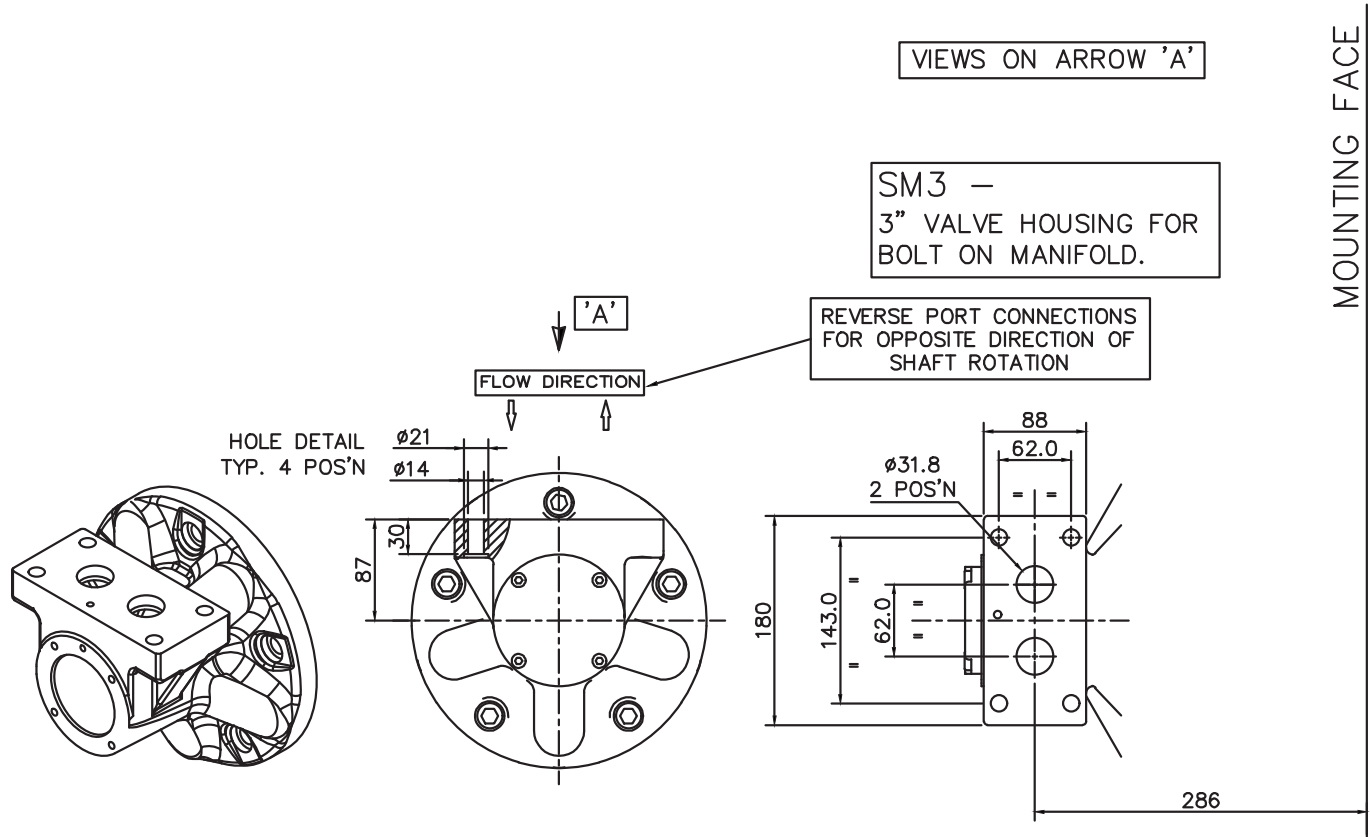 VIEWS ON ARROW 'A'
MOUNTING FACE
SM3 –
3” VALVE HOUSING FOR
BOLT ON MANIFOLD.
'A'
REVERSE PORT CONNECTIONS
FOR OPPOSITE DIRECTION OF
SHAFT ROTATION
FLOW DIRECTION
HOLE DETAIL
TYP. 4 POS'N
ø21
ø14
30
87
88
62.0
= =
ø31.8
2 POS'N
180
143.0
=
=
62.0
=
=
286